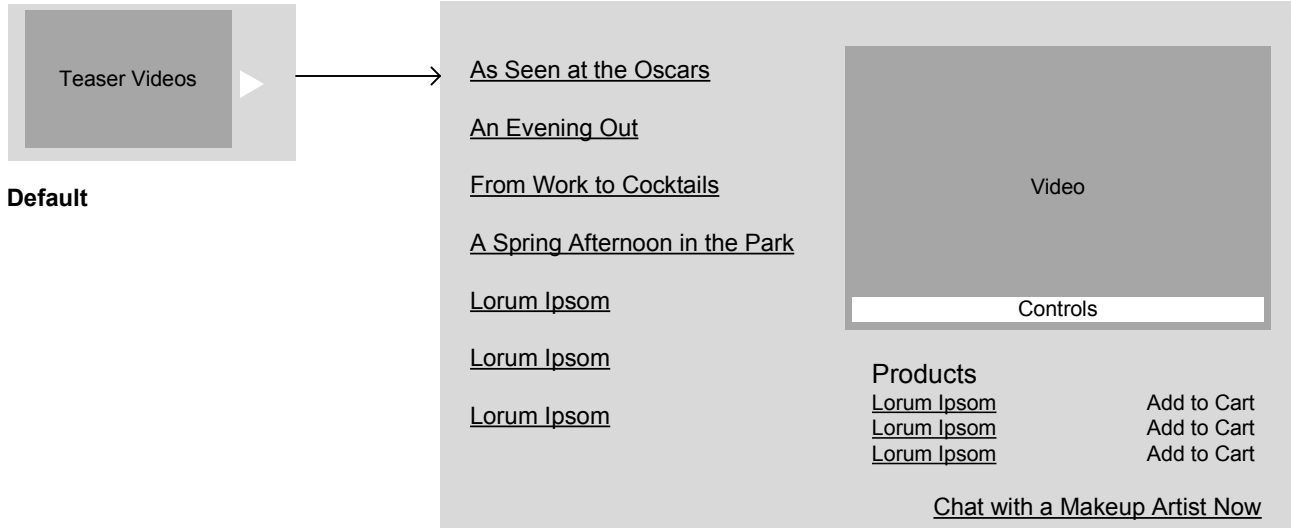 Teaser Videos
Default
As Seen at the Oscars
An Evening Out
From Work to Cocktails
A Spring Afternoon in the Park
Lorum Ipsom
Lorum Ipsom
Lorum Ipsom
Video
Controls
Products
Lorum Ipsom Add to Cart
Lorum Ipsom Add to Cart
Lorum Ipsom Add to Cart
Chat with a Makeup Artist Now